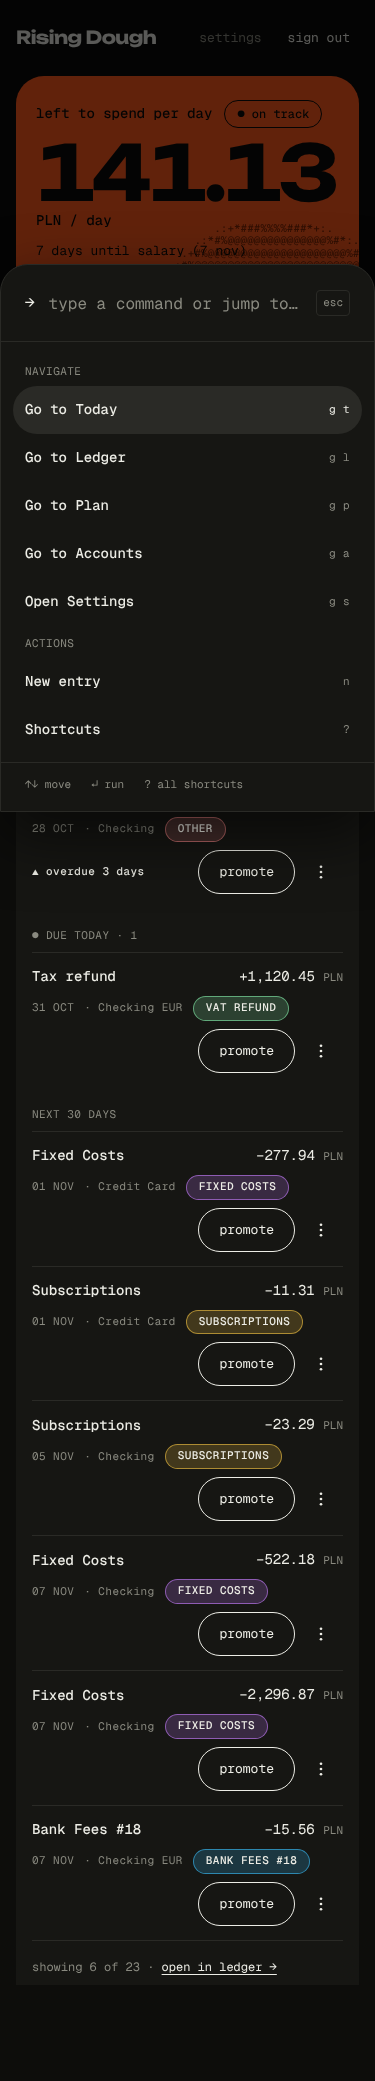 Rising Dough settings sign out
left to spend per day ● on track
141.13
PLN / day
7 days until salary (7 nov)
→ type a command or jump to… esc
NAVIGATE
Go to Today g t
Go to Ledger g l
Go to Plan g p
Go to Accounts g a
Open Settings g s
ACTIONS
New entry n
Shortcuts ?
↑↓ move ↵ run ? all shortcuts
28 OCT · Checking OTHER
▲ overdue 3 days promote ⋮
● DUE TODAY · 1
Tax refund +1,120.45 PLN
31 OCT · Checking EUR VAT REFUND
promote ⋮
NEXT 30 DAYS
Fixed Costs −277.94 PLN
01 NOV · Credit Card FIXED COSTS
promote ⋮
Subscriptions −11.31 PLN
01 NOV · Credit Card SUBSCRIPTIONS
promote ⋮
Subscriptions −23.29 PLN
05 NOV · Checking SUBSCRIPTIONS
promote ⋮
Fixed Costs −522.18 PLN
07 NOV · Checking FIXED COSTS
promote ⋮
Fixed Costs −2,296.87 PLN
07 NOV · Checking FIXED COSTS
promote ⋮
Bank Fees #18 −15.56 PLN
07 NOV · Checking EUR BANK FEES #18
promote ⋮
showing 6 of 23 · open in ledger →